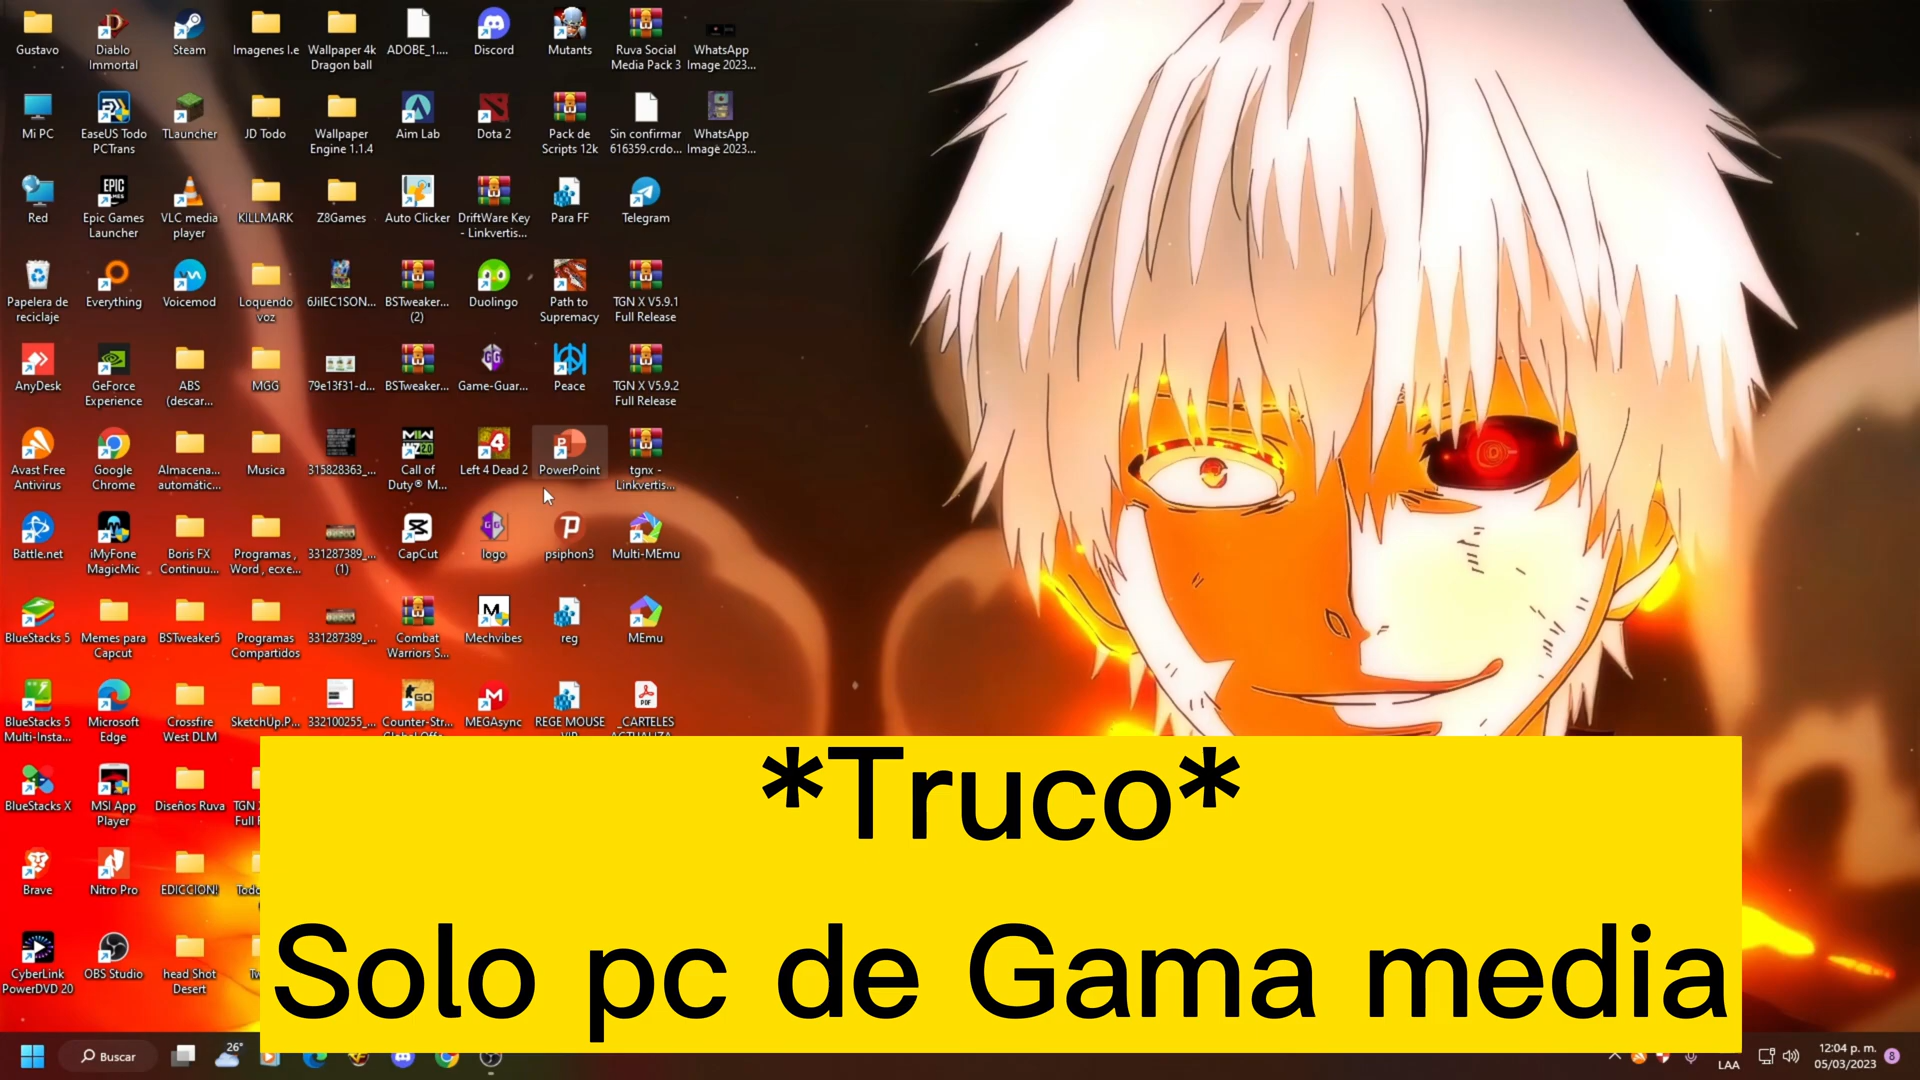 Gustavo
Diablo
Immortal
Steam
Imagenes I.e
Wallpaper 4k
Dragon ball
ADOBE_1....
Discord
Mutants
Ruva Social
Media Pack 3
WhatsApp
Image 2023...
Mi PC
EaseUS Todo
PCTrans
TLauncher
JD Todo
Wallpaper
Engine 1.1.4
Aim Lab
Dota 2
Pack de
Scripts 12k
Sin confirmar
616359.crdo...
WhatsApp
Image 2023...
Red
EPIC
GAMES
Epic Games
Launcher
VLC media
player
KILLMARK
Z8Games
Auto Clicker
DriftWare Key
- Linkvertis...
Para FF
Telegram
Papelera de
reciclaje
Everything
Voicemod
Loquendo
voz
6JiIEC1SON...
BSTweaker...
(2)
Duolingo
Path to
Supremacy
TGN X V5.9.1
Full Release
AnyDesk
GeForce
Experience
ABS
(descar...
MGG
79e13f31-d...
BSTweaker...
Game-Guar...
Peace
TGN X V5.9.2
Full Release
Avast Free
Antivirus
Google
Chrome
Almacena...
automátic...
Musica
315828363_...
Call of
Duty® M...
Left 4 Dead 2
PowerPoint
tgnx -
Linkvertis...
Battle.net
iMyFone
MagicMic
Boris FX
Continuu...
Programas ,
Word , ecxe...
331287389_...
(1)
CapCut
logo
psiphon3
Multi-MEmu
BlueStacks 5
Memes para
Capcut
BSTweaker5
Programas
Compartidos
331287389_...
Combat
Warriors S...
Mechvibes
reg
MEmu
BlueStacks 5
Multi-Insta...
Microsoft
Edge
Crossfire
West DLM
SketchUp.P...
332100255_...
Counter-Str...
MEGAsync
REGE MOUSE
PDF
_CARTELES
BlueStacks X
MSI App
Player
Diseños Ruva
TGN
Full
Brave
Nitro Pro
EDICCION!
CyberLink
PowerDVD 20
OBS Studio
head Shot
Desert
*Truco*
Solo pc de Gama media
Buscar
26°
LAA
12:04 p. m.
05/03/2023
8